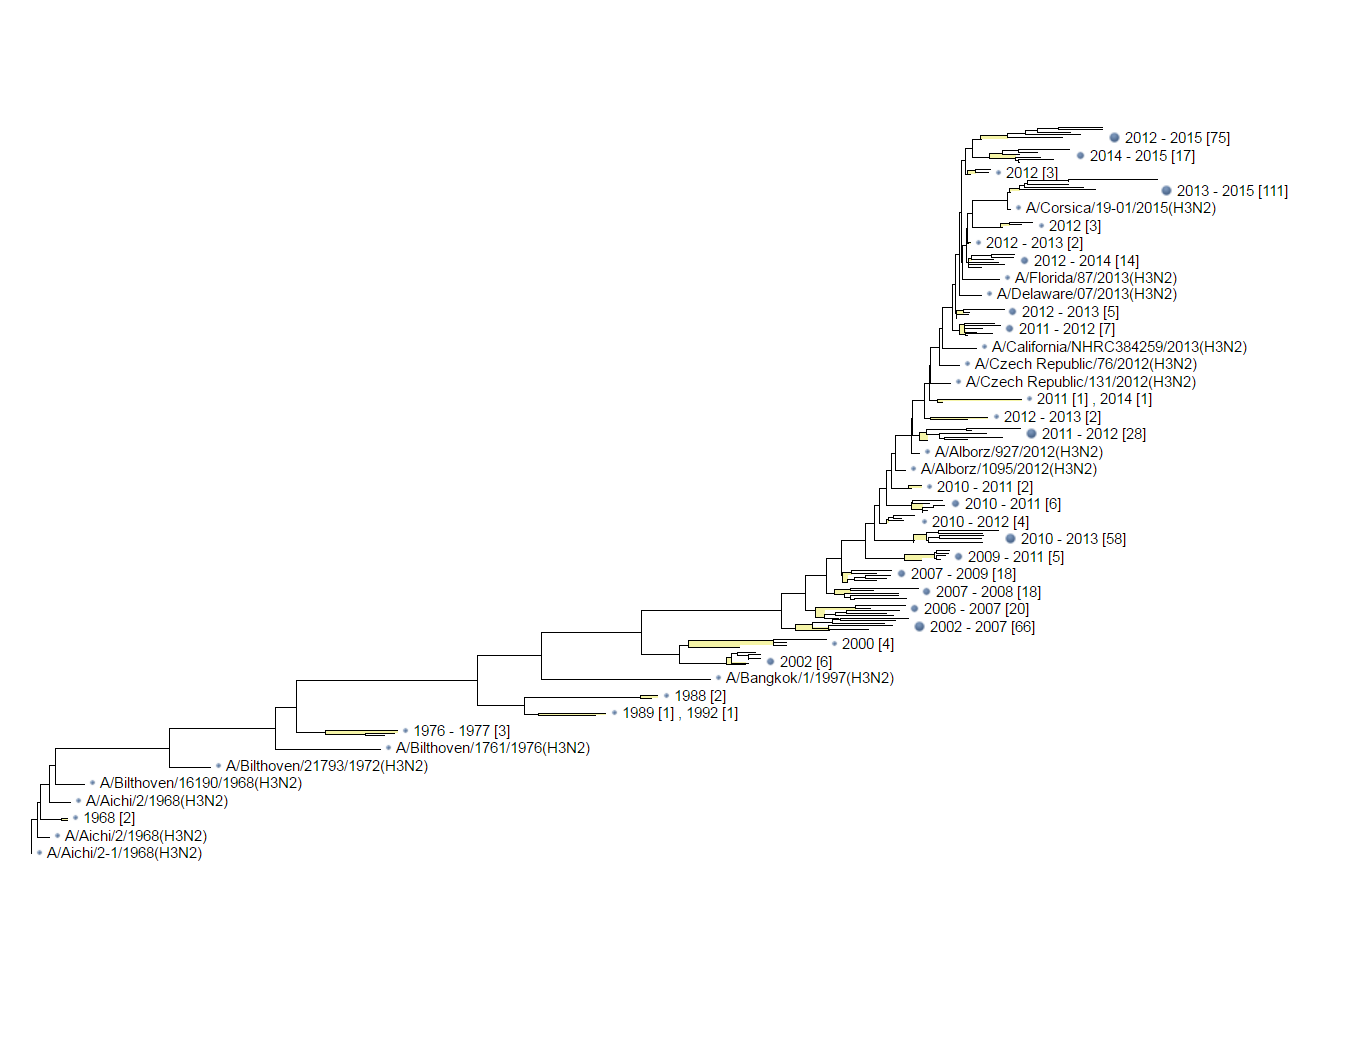 2012 - 2015 [75]
2014 - 2015 [17]
2012 [3]
2013 - 2015 [111]
A/Corsica/19-01/2015(H3N2)
2012 [3]
2012 - 2013 [2]
2012 - 2014 [14]
A/Florida/87/2013(H3N2)
A/Delaware/07/2013(H3N2)
2012 - 2013 [5]
2011 - 2012 [7]
A/California/NHRC384259/2013(H3N2)
A/Czech Republic/76/2012(H3N2)
A/Czech Republic/131/2012(H3N2)
2011 [1] , 2014 [1]
2012 - 2013 [2]
2011 - 2012 [28]
A/Alborz/927/2012(H3N2)
A/Alborz/1095/2012(H3N2)
2010 - 2011 [2]
2010 - 2011 [6]
2010 - 2012 [4]
2010 - 2013 [58]
2009 - 2011 [5]
2007 - 2009 [18]
2007 - 2008 [18]
2006 - 2007 [20]
2002 - 2007 [66]
2000 [4]
2002 [6]
A/Bangkok/1/1997(H3N2)
1988 [2]
1989 [1] , 1992 [1]
1976 - 1977 [3]
A/Bilthoven/1761/1976(H3N2)
A/Bilthoven/21793/1972(H3N2)
A/Bilthoven/16190/1968(H3N2)
A/Aichi/2/1968(H3N2)
1968 [2]
A/Aichi/2/1968(H3N2)
A/Aichi/2-1/1968(H3N2)